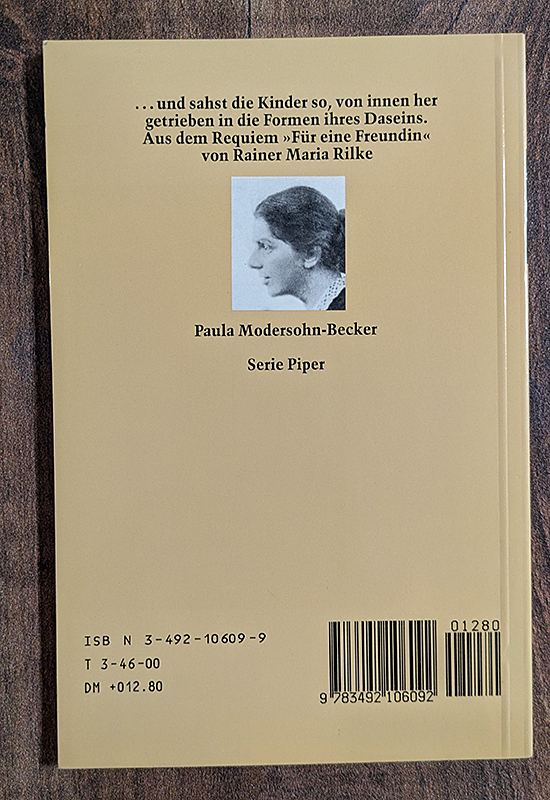 ...und sahst die Kinder so, von innen her
getrieben in die Formen ihres Daseins.
Aus dem Requiem »Für eine Freundin«
von Rainer Maria Rilke
Paula Modersohn-Becker
Serie Piper
ISB N 3-492-10609-9
T 3-46-00
DM +012.80
01280
9 783492 106092